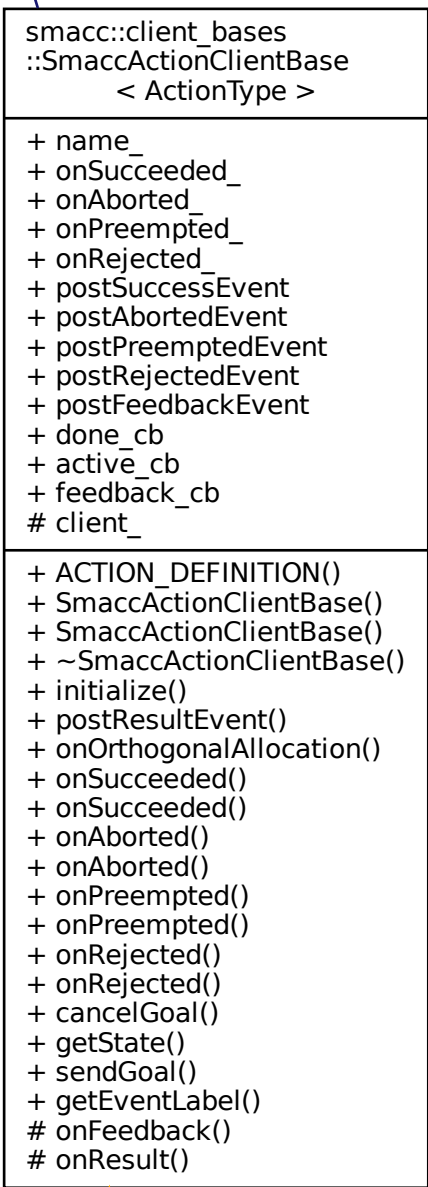 smacc::client_bases
::SmaccActionClientBase
< ActionType >
+ name_
+ onSucceeded_
+ onAborted_
+ onPreempted_
+ onRejected_
+ postSuccessEvent
+ postAbortedEvent
+ postPreemptedEvent
+ postRejectedEvent
+ postFeedbackEvent
+ done_cb
+ active_cb
+ feedback_cb
# client_
+ ACTION_DEFINITION()
+ SmaccActionClientBase()
+ SmaccActionClientBase()
+ ~SmaccActionClientBase()
+ initialize()
+ postResultEvent()
+ onOrthogonalAllocation()
+ onSucceeded()
+ onSucceeded()
+ onAborted()
+ onAborted()
+ onPreempted()
+ onPreempted()
+ onRejected()
+ onRejected()
+ cancelGoal()
+ getState()
+ sendGoal()
+ getEventLabel()
# onFeedback()
# onResult()